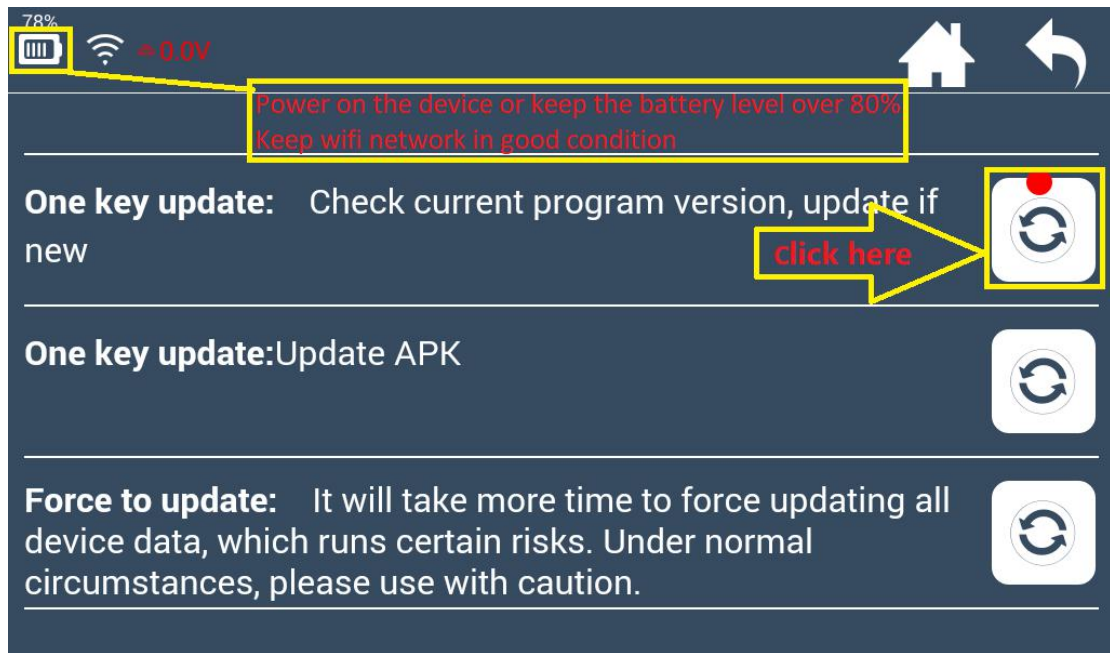 78%
0.0V
Power on the device or keep the battery level over 80%
Keep wifi network in good condition
One key update: Check current program version, update if
new
Click here
One key update:Update APK
Force to update: It will take more time to force updating all
device data, which runs certain risks. Under normal
circumstances, please use with caution.